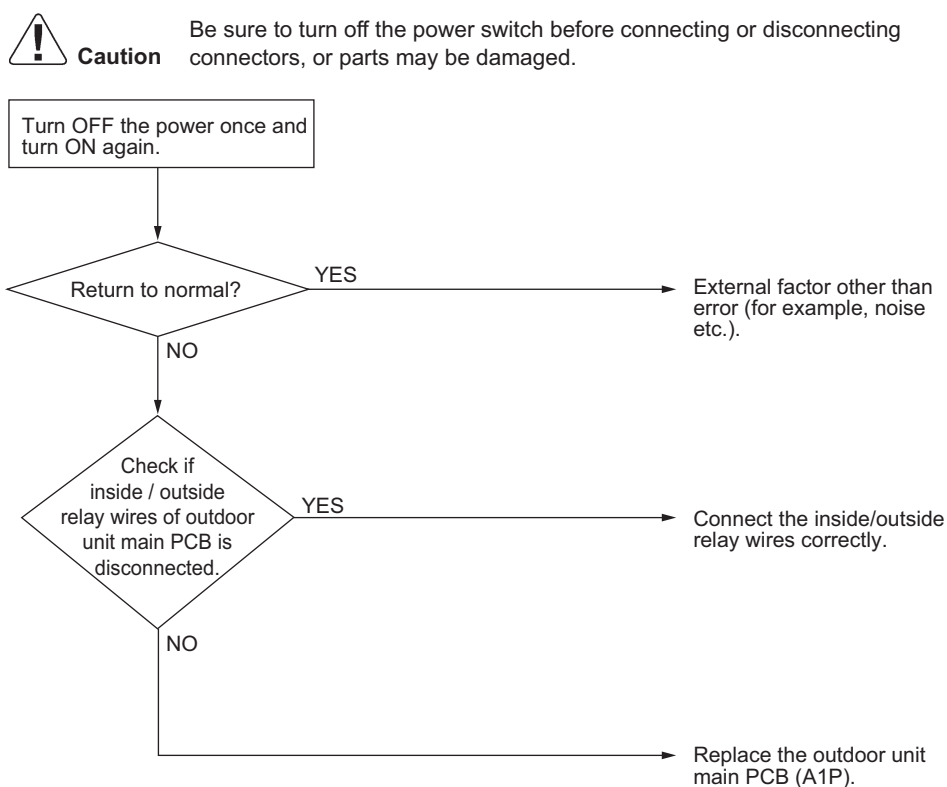 Be sure to turn off the power switch before connecting or disconnecting
Caution connectors, or parts may be damaged.
Turn OFF the power once and
turn ON again.
Return to normal?
YES
External factor other than
error (for example, noise
etc.).
NO
Check if
inside / outside
relay wires of outdoor
unit main PCB is
disconnected.
YES
Connect the inside/outside
relay wires correctly.
NO
Replace the outdoor unit
main PCB (A1P).